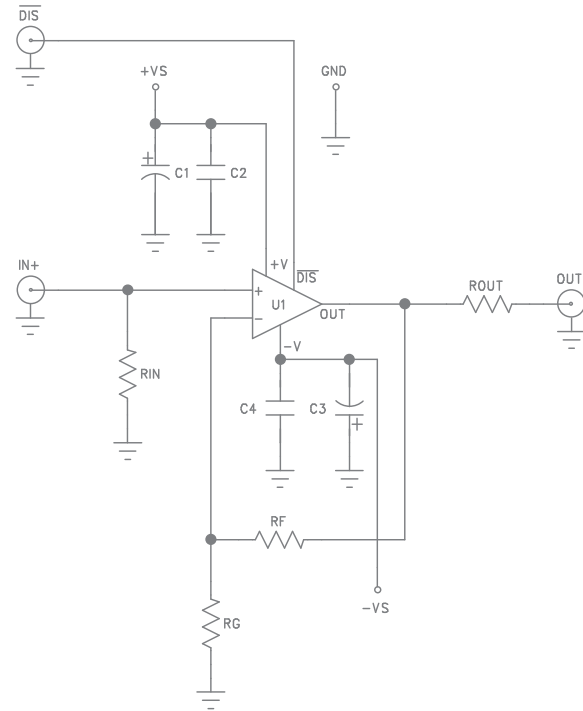 DIS
+VS
GND
+
C1
C2
IN+
+V
DIS
+
U1
−
OUT
ROUT
OUT
-V
RIN
C4
C3
+
RF
-VS
RG